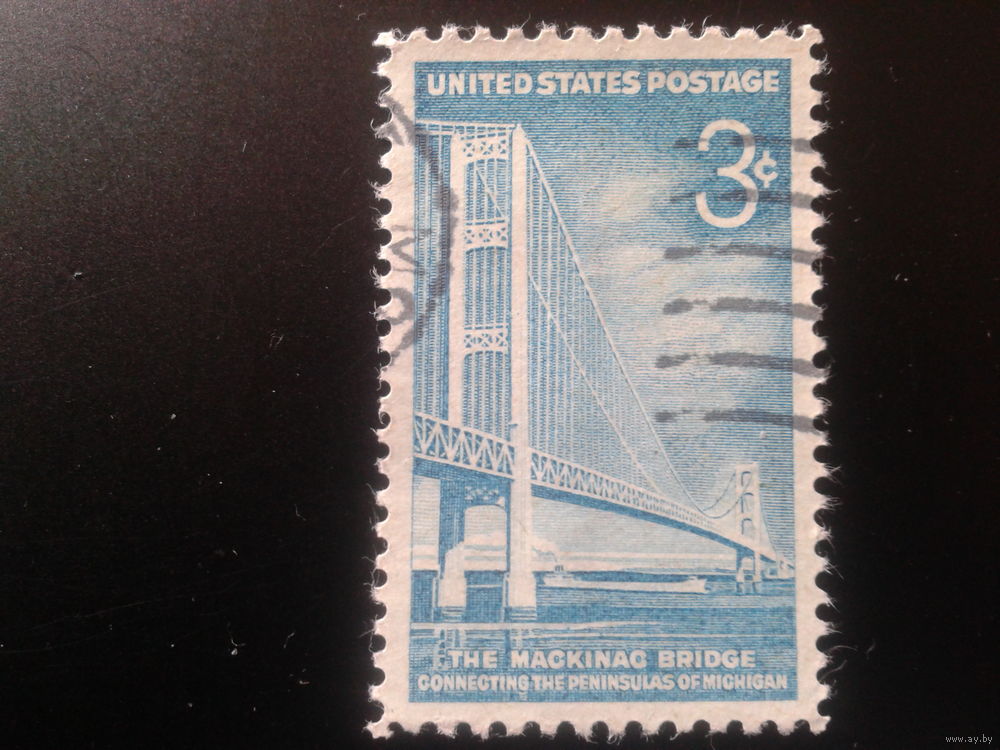 UNITED STATES POSTAGE
3¢
THE MACKINAC BRIDGE
CONNECTING THE PENINSULAS OF MICHIGAN
www.ay.by